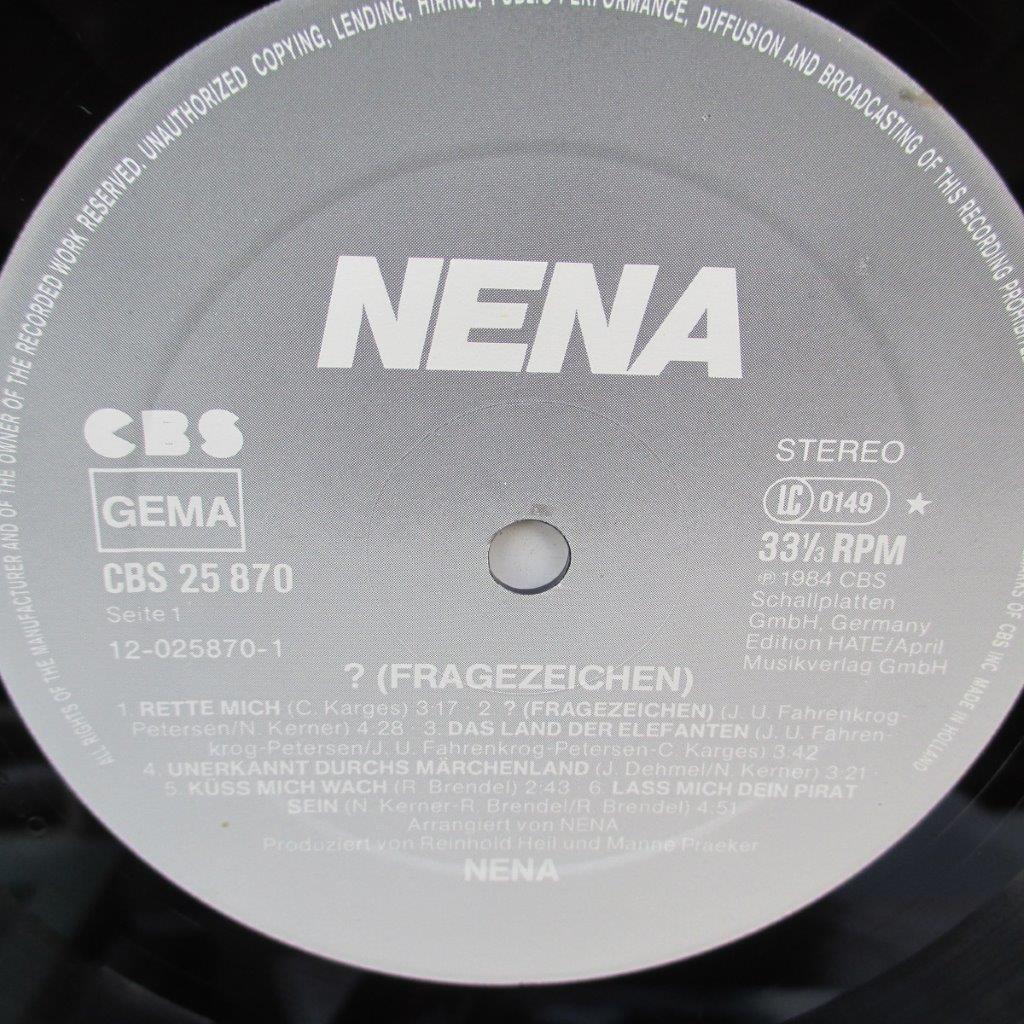 ALL RIGHTS OF THE MANUFACTURER AND OF THE OWNER OF THE RECORDED WORK RESERVED. UNAUTHORIZED COPYING, LENDING, HIRING, PUBLIC PERFORMANCE, DIFFUSION AND BROADCASTING OF THIS RECORDING PROHIBITED
OF CBS INC. MADE IN HOLLAND
NENA
CBS
GEMA
CBS 25 870
Seite 1
12-025870-1
STEREO
LC 0149 ★
33⅓ RPM
℗ 1984 CBS
Schallplatten
GmbH, Germany
Edition HATE/April
Musikverlag GmbH
? (FRAGEZEICHEN)
1. RETTE MICH (C. Karges) 3:17 · 2. ? (FRAGEZEICHEN) (J. U. Fahrenkrog-
Petersen/N. Kerner) 4:28 · 3. DAS LAND DER ELEFANTEN (J. U. Fahren-
krog-Petersen/J. U. Fahrenkrog-Petersen-C. Karges) 3:42
4. UNERKANNT DURCHS MÄRCHENLAND (J. Dehmel/N. Kerner) 3:21 ·
5. KÜSS MICH WACH (R. Brendel) 2:43 · 6. LASS MICH DEIN PIRAT
SEIN (N. Kerner-R. Brendel/R. Brendel) 4:51
Arrangiert von NENA
Produziert von Reinhold Heil und Manne Praeker
NENA